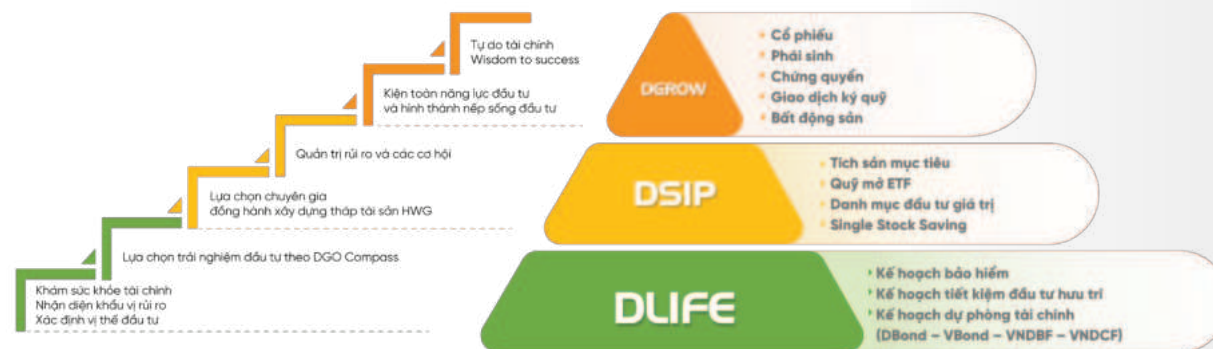 Tự do tài chính
Wisdom to success
Kiện toàn năng lực đầu tư
và hình thành nếp sống đầu tư
Quản trị rủi ro và các cơ hội
Lựa chọn chuyên gia
đồng hành xây dựng tháp tài sản HWG
Lựa chọn trải nghiệm đầu tư theo DGO Compass
Khám sức khỏe tài chính
Nhận diện khẩu vị rủi ro
Xác định vị thế đầu tư
DGROW
Cổ phiếu
Phái sinh
Chứng quyền
Giao dịch ký quỹ
Bất động sản
DSIP
Tích sản mục tiêu
Quỹ mở ETF
Danh mục đầu tư giá trị
Single Stock Saving
DLIFE
Kế hoạch bảo hiểm
Kế hoạch tiết kiệm đầu tư hưu trí
Kế hoạch dự phòng tài chính
(DBond – VBond – VNDBF – VNDCF)